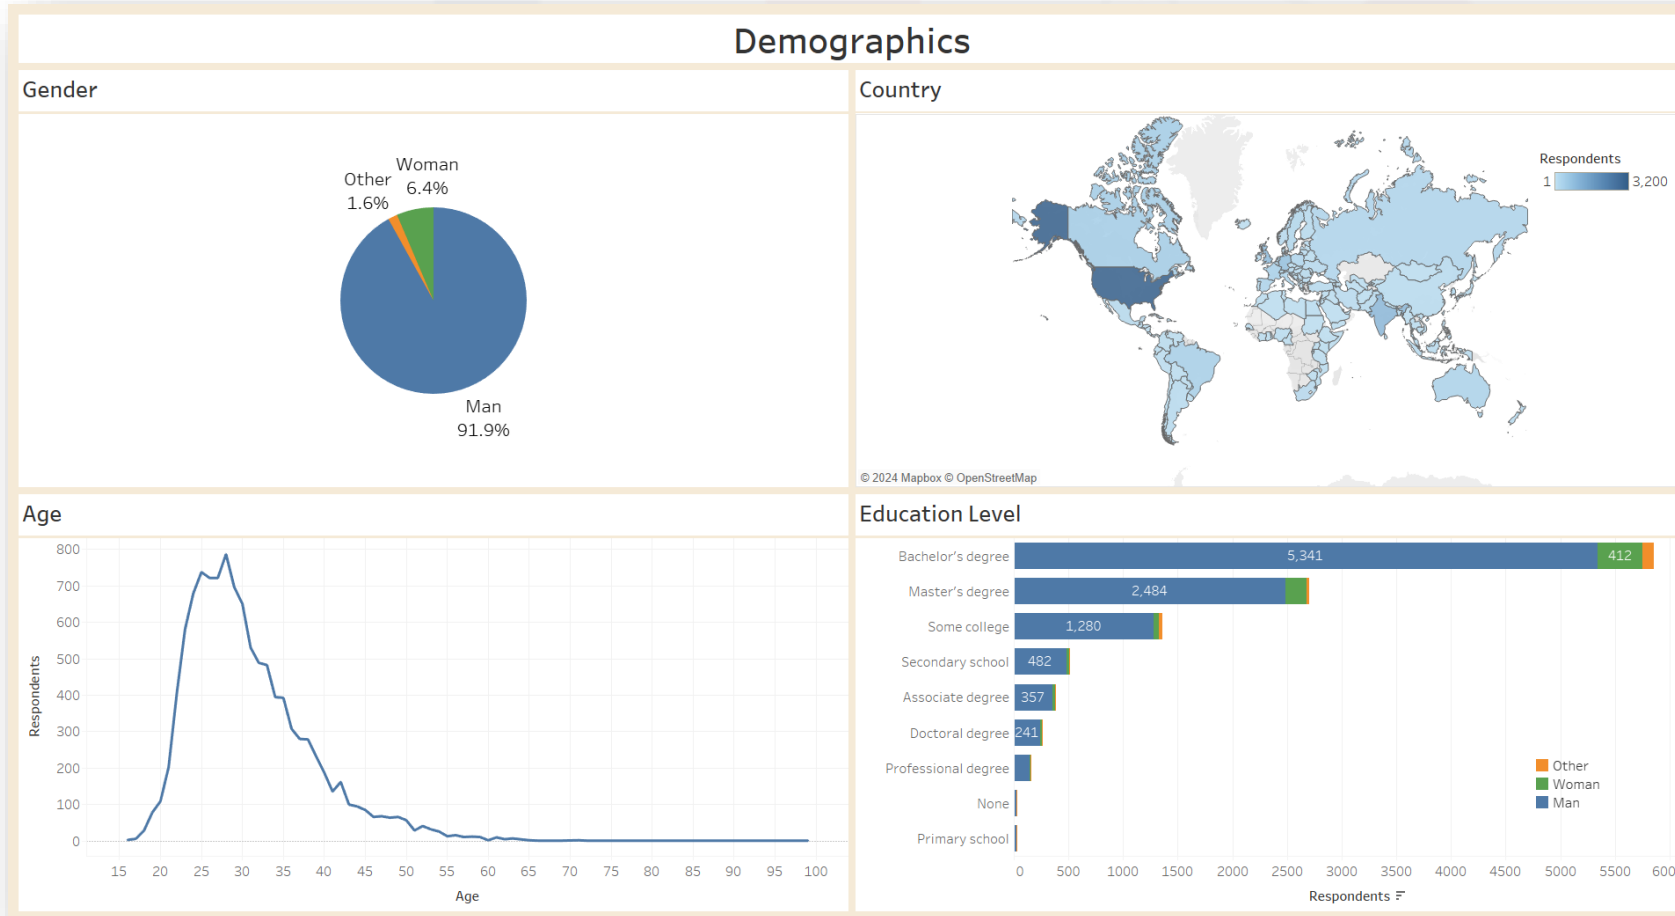 Demographics
Gender
Woman
6.4%
Other
1.6%
Man
91.9%
Country
Respondents
1 3,200
© 2024 Mapbox © OpenStreetMap
Age
800
700
600
500
400
300
200
100
0
Respondents
15 20 25 30 35 40 45 50 55 60 65 70 75 80 85 90 95 100
Age
Education Level
Bachelor's degree 5,341 412
Master's degree 2,484
Some college 1,280
Secondary school 482
Associate degree 357
Doctoral degree 241
Professional degree
None
Primary school
Other
Woman
Man
0 500 1000 1500 2000 2500 3000 3500 4000 4500 5000 5500 600
Respondents